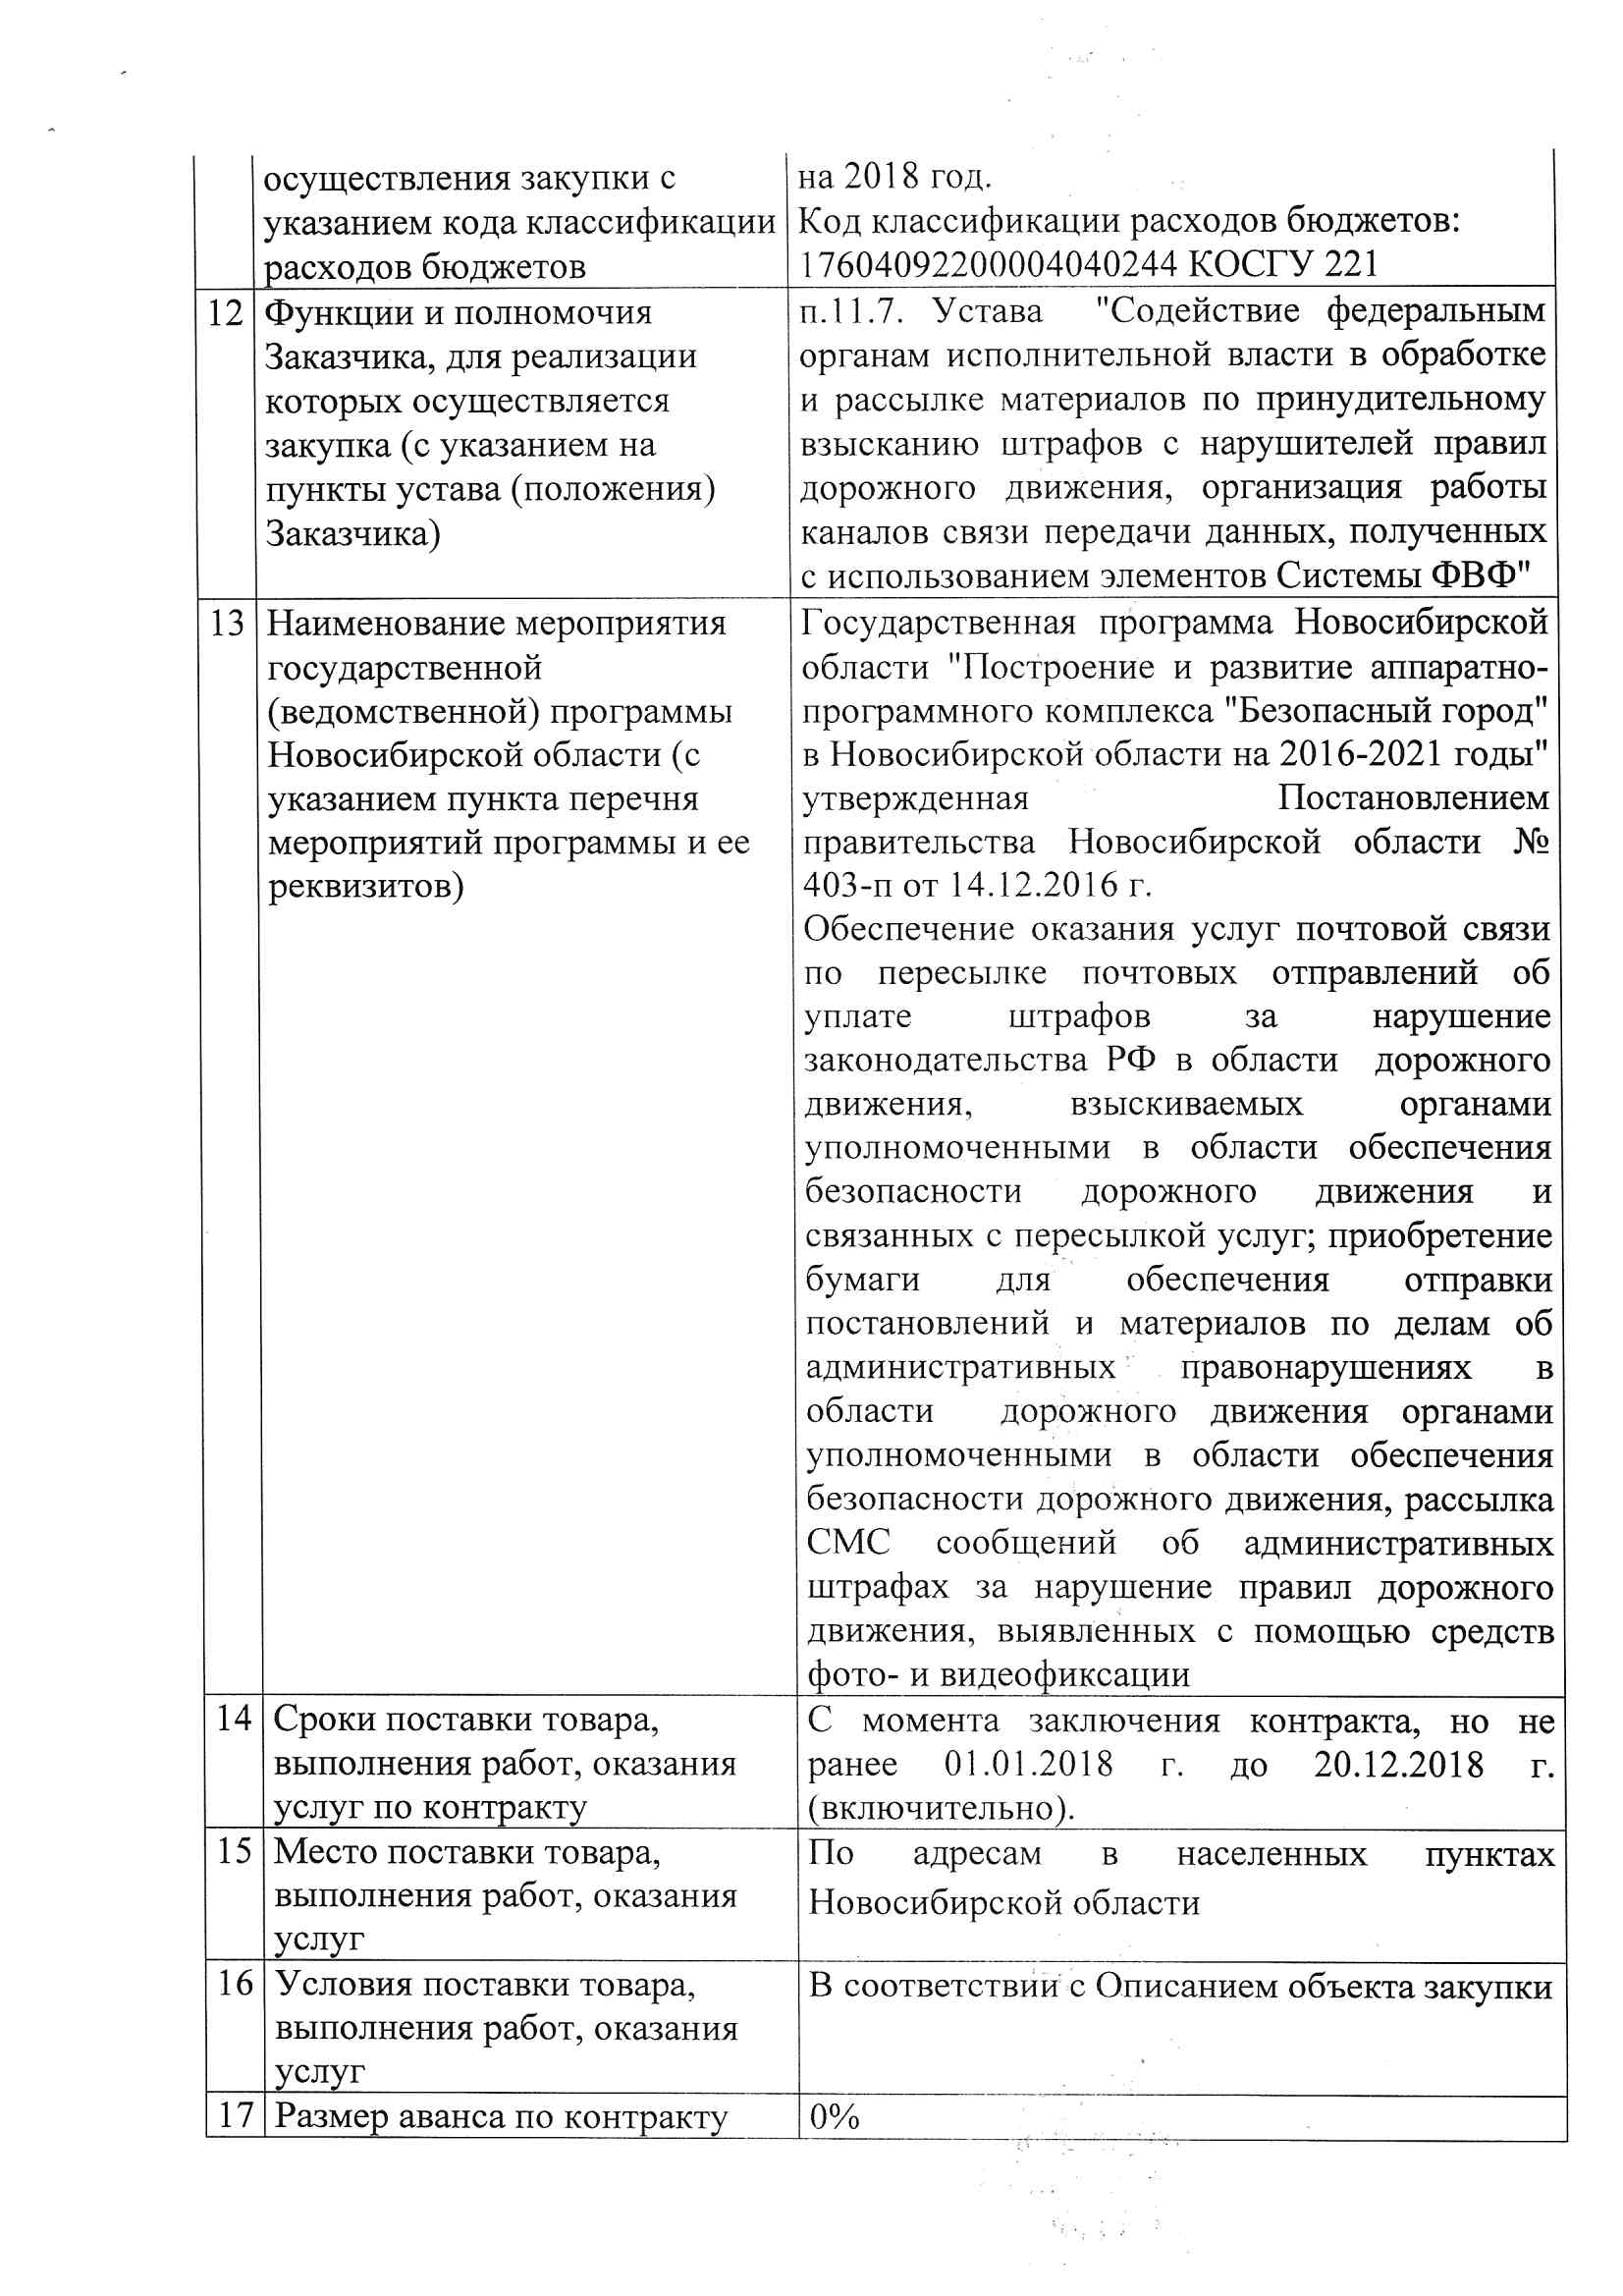 осуществления закупки с
указанием кода классификации
расходов бюджетов
на 2018 год.
Код классификации расходов бюджетов:
17604092200004040244 КОСГУ 221
12
Функции и полномочия
Заказчика, для реализации
которых осуществляется
закупка (с указанием на
пункты устава (положения)
Заказчика)
п.11.7. Устава "Содействие федеральным
органам исполнительной власти в обработке
и рассылке материалов по принудительному
взысканию штрафов с нарушителей правил
дорожного движения, организация работы
каналов связи передачи данных, полученных
с использованием элементов Системы ФВФ"
13
Наименование мероприятия
государственной
(ведомственной) программы
Новосибирской области (с
указанием пункта перечня
мероприятий программы и ее
реквизитов)
Государственная программа Новосибирской
области "Построение и развитие аппаратно-
программного комплекса "Безопасный город"
в Новосибирской области на 2016-2021 годы"
утвержденная Постановлением
правительства Новосибирской области №
403-п от 14.12.2016 г.
Обеспечение оказания услуг почтовой связи
по пересылке почтовых отправлений об
уплате штрафов за нарушение
законодательства РФ в области дорожного
движения, взыскиваемых органами
уполномоченными в области обеспечения
безопасности дорожного движения и
связанных с пересылкой услуг; приобретение
бумаги для обеспечения отправки
постановлений и материалов по делам об
административных правонарушениях в
области дорожного движения органами
уполномоченными в области обеспечения
безопасности дорожного движения, рассылка
СМС сообщений об административных
штрафах за нарушение правил дорожного
движения, выявленных с помощью средств
фото- и видеофиксации
14
Сроки поставки товара,
выполнения работ, оказания
услуг по контракту
С момента заключения контракта, но не
ранее 01.01.2018 г. до 20.12.2018 г.
(включительно).
15
Место поставки товара,
выполнения работ, оказания
услуг
По адресам в населенных пунктах
Новосибирской области
16
Условия поставки товара,
выполнения работ, оказания
услуг
В соответствии с Описанием объекта закупки
17
Размер аванса по контракту
0%